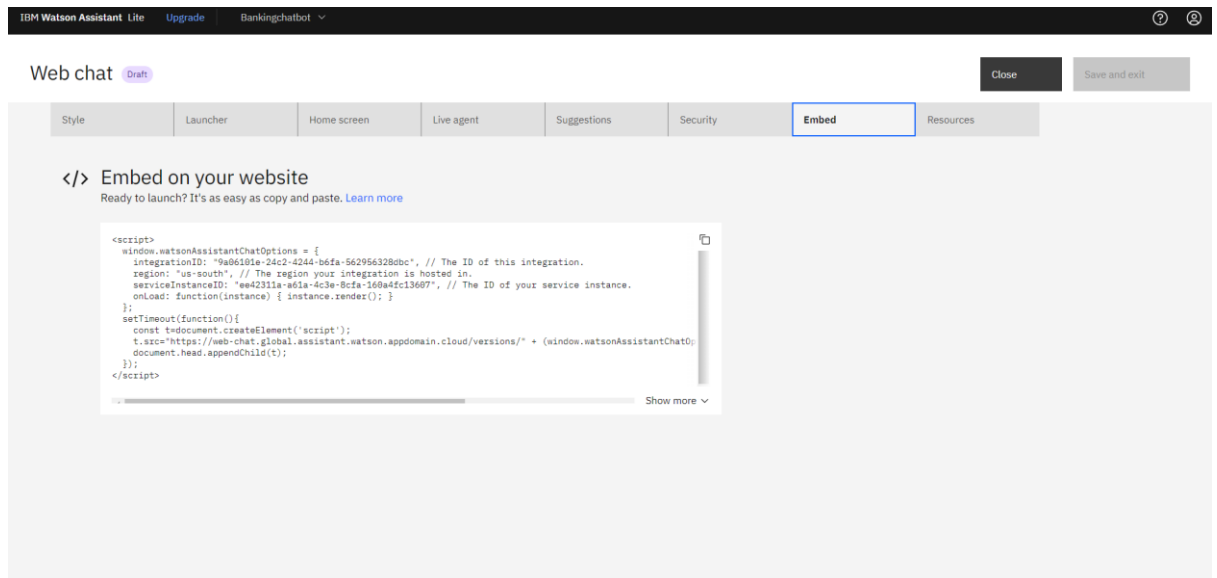 IBM Watson Assistant Lite Upgrade Bankingchatbot
Web chat Draft
Close Save and exit
Style Launcher Home screen Live agent Suggestions Security Embed Resources
</> Embed on your website
Ready to launch? It's as easy as copy and paste. Learn more
<script>
window.watsonAssistantChatOptions = {
integrationID: "9a06101e-24c2-4244-b6fa-562956328dbc", // The ID of this integration.
region: "us-south", // The region your integration is hosted in.
serviceInstanceID: "ee42311a-a61a-4c3e-8cfa-160a4fc13607", // The ID of your service instance.
onLoad: function(instance) { instance.render(); }
};
setTimeout(function(){
const t=document.createElement('script');
t.src="https://web-chat.global.assistant.watson.appdomain.cloud/versions/" + (window.watsonAssistantChatOp
document.head.appendChild(t);
});
</script>
Show more